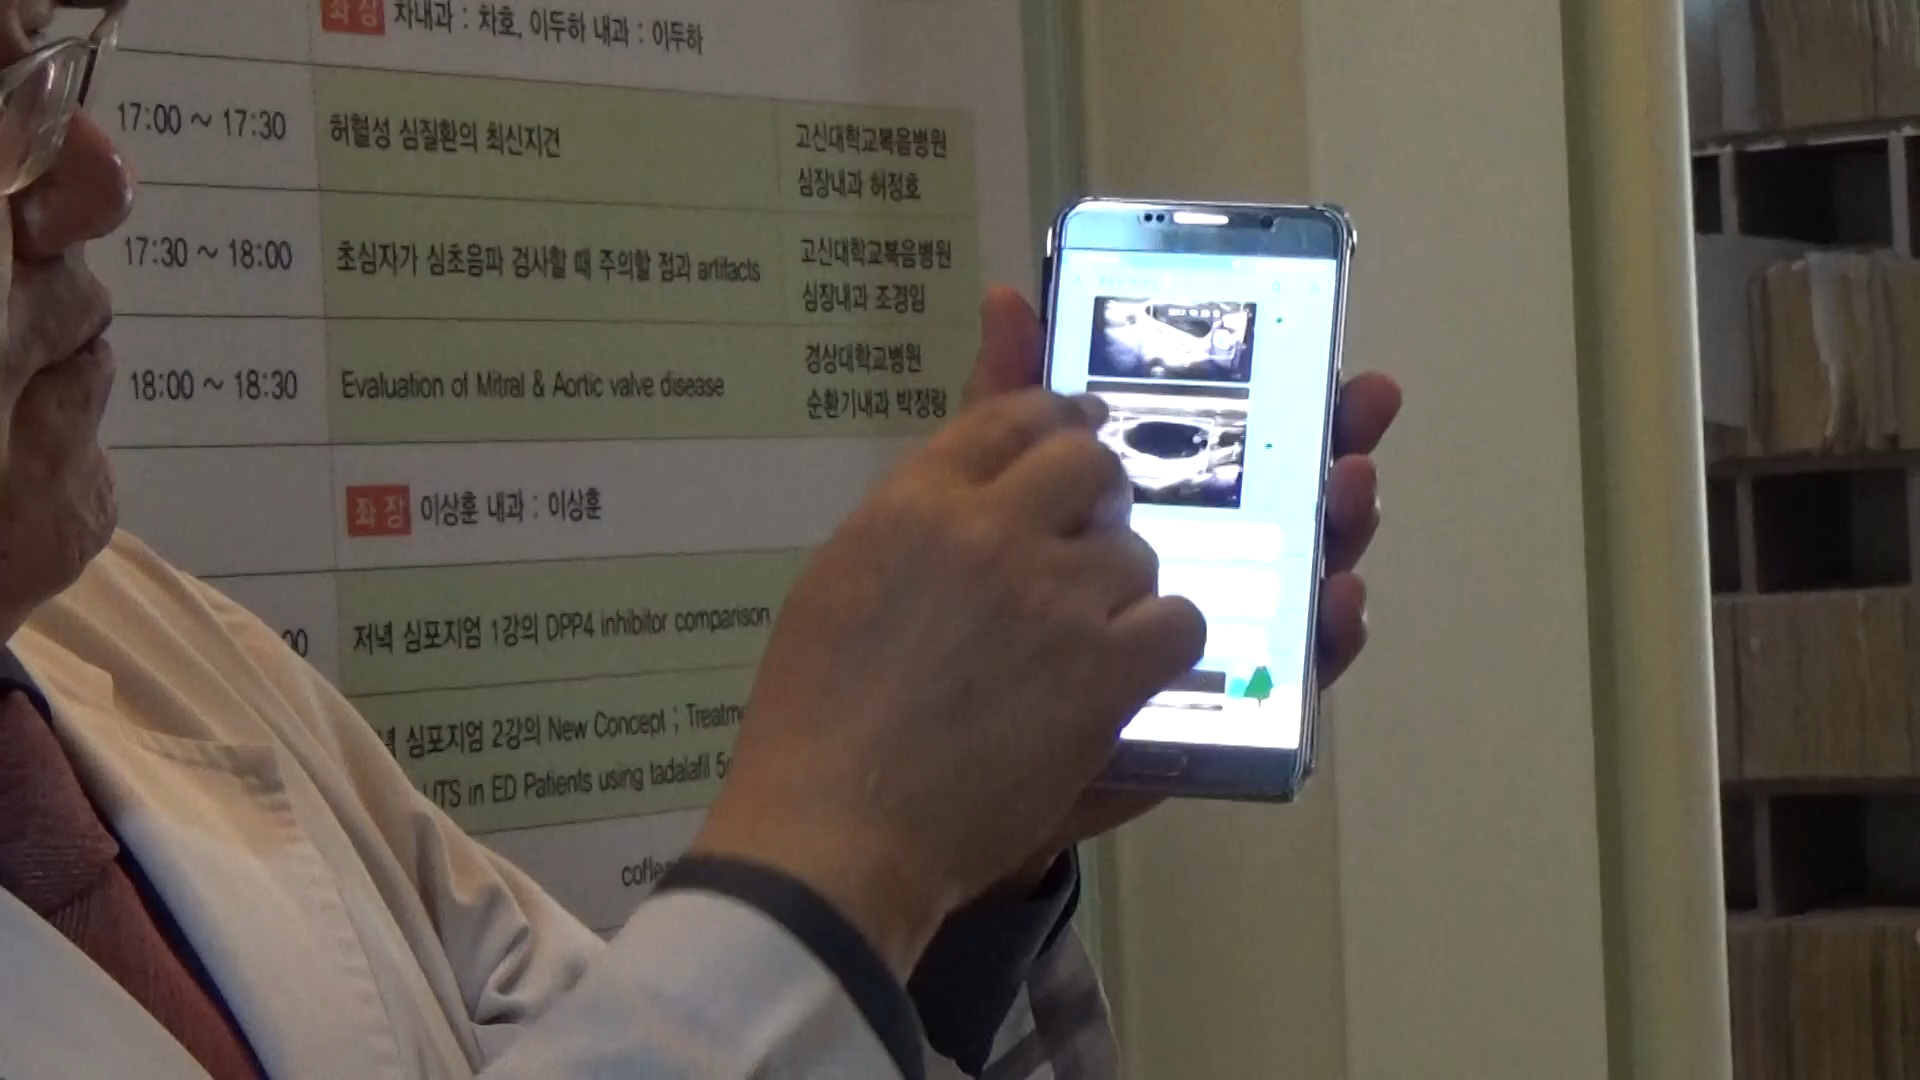 좌 장 차내과 : 차호, 이두하 내과 : 이두하
17:00 ~ 17:30 허혈성 심질환의 최신지견 고신대학교복음병원
심장내과 허정호
17:30 ~ 18:00 초심자가 심초음파 검사할 때 주의할 점과 artifacts 고신대학교복음병원
심장내과 조경임
18:00 ~ 18:30 Evaluation of Mitral & Aortic valve disease 경상대학교병원
순환기내과 박정랑
좌 장 이상훈 내과 : 이상훈
00 저녁 심포지엄 1강의 DPP4 inhibitor comparison
심포지엄 2강의 New Concept ; Treatm
UTS in ED Patients using tadalafil 5
coffe